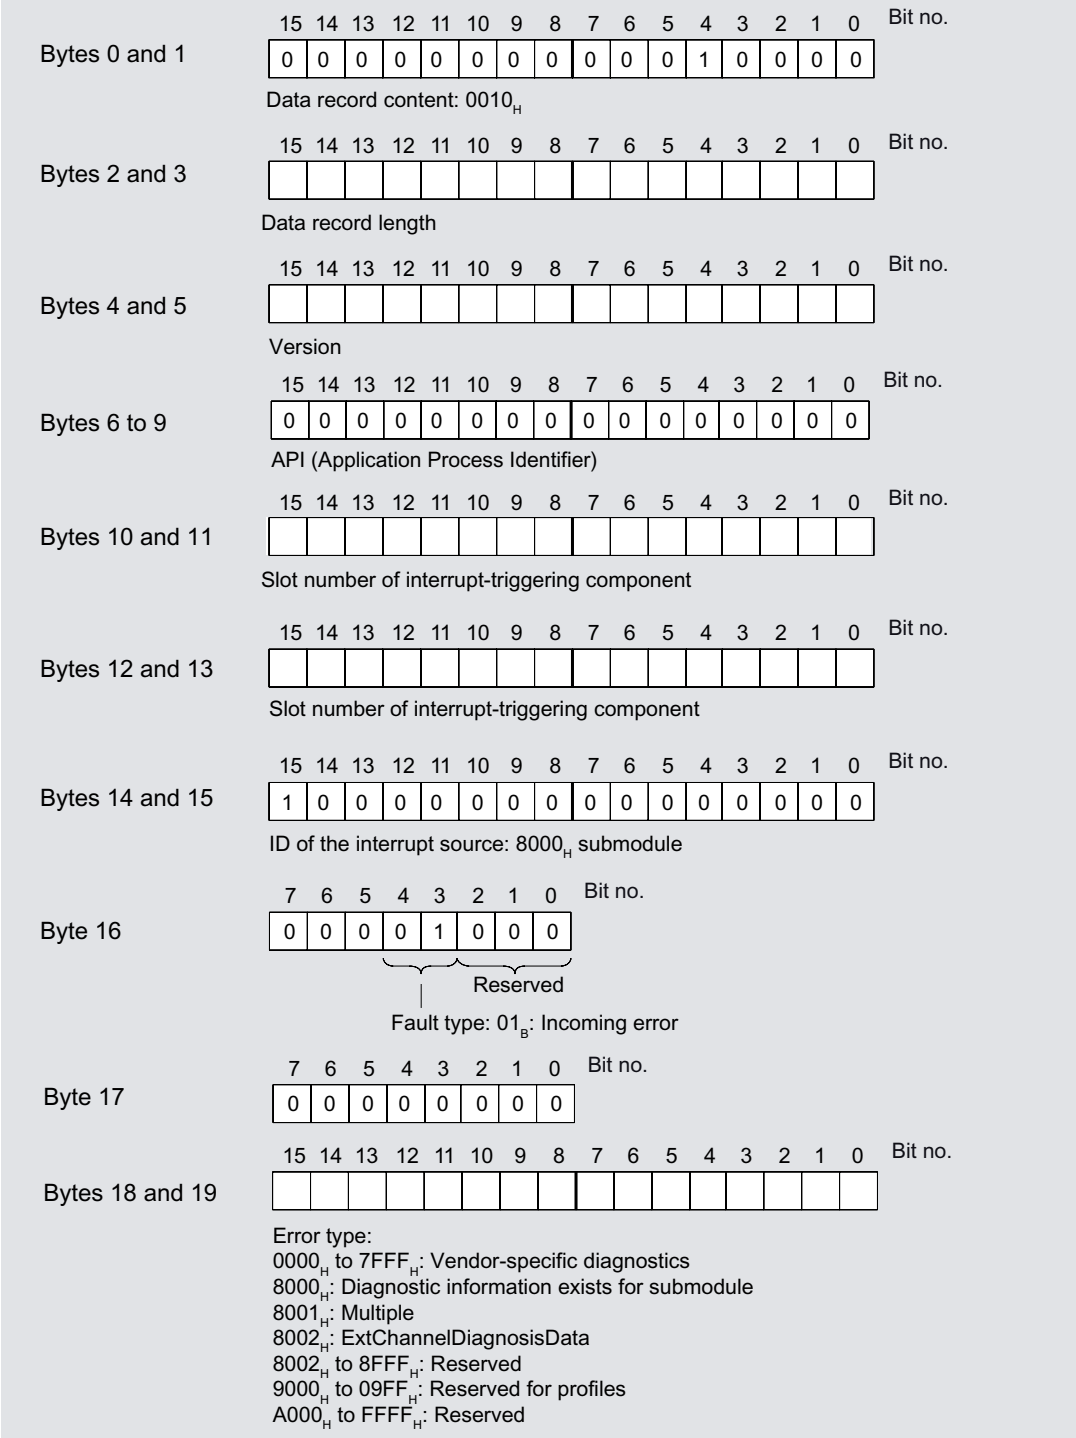 15 14 13 12 11 10 9 8 7 6 5 4 3 2 1 0 Bit no.
Bytes 0 and 1 0 0 0 0 0 0 0 0 0 0 0 1 0 0 0 0
Data record content: 0010H
15 14 13 12 11 10 9 8 7 6 5 4 3 2 1 0 Bit no.
Bytes 2 and 3
Data record length
15 14 13 12 11 10 9 8 7 6 5 4 3 2 1 0 Bit no.
Bytes 4 and 5
Version
15 14 13 12 11 10 9 8 7 6 5 4 3 2 1 0 Bit no.
Bytes 6 to 9 0 0 0 0 0 0 0 0 0 0 0 0 0 0 0 0
API (Application Process Identifier)
15 14 13 12 11 10 9 8 7 6 5 4 3 2 1 0 Bit no.
Bytes 10 and 11
Slot number of interrupt-triggering component
15 14 13 12 11 10 9 8 7 6 5 4 3 2 1 0 Bit no.
Bytes 12 and 13
Slot number of interrupt-triggering component
15 14 13 12 11 10 9 8 7 6 5 4 3 2 1 0 Bit no.
Bytes 14 and 15 1 0 0 0 0 0 0 0 0 0 0 0 0 0 0 0
ID of the interrupt source: 8000H submodule
7 6 5 4 3 2 1 0 Bit no.
Byte 16 0 0 0 0 1 0 0 0
Reserved
Fault type: 01B: Incoming error
7 6 5 4 3 2 1 0 Bit no.
Byte 17 0 0 0 0 0 0 0 0
15 14 13 12 11 10 9 8 7 6 5 4 3 2 1 0 Bit no.
Bytes 18 and 19
Error type:
0000H to 7FFFH: Vendor-specific diagnostics
8000H: Diagnostic information exists for submodule
8001H: Multiple
8002H: ExtChannelDiagnosisData
8002H to 8FFFH: Reserved
9000H to 09FFH: Reserved for profiles
A000H to FFFFH: Reserved